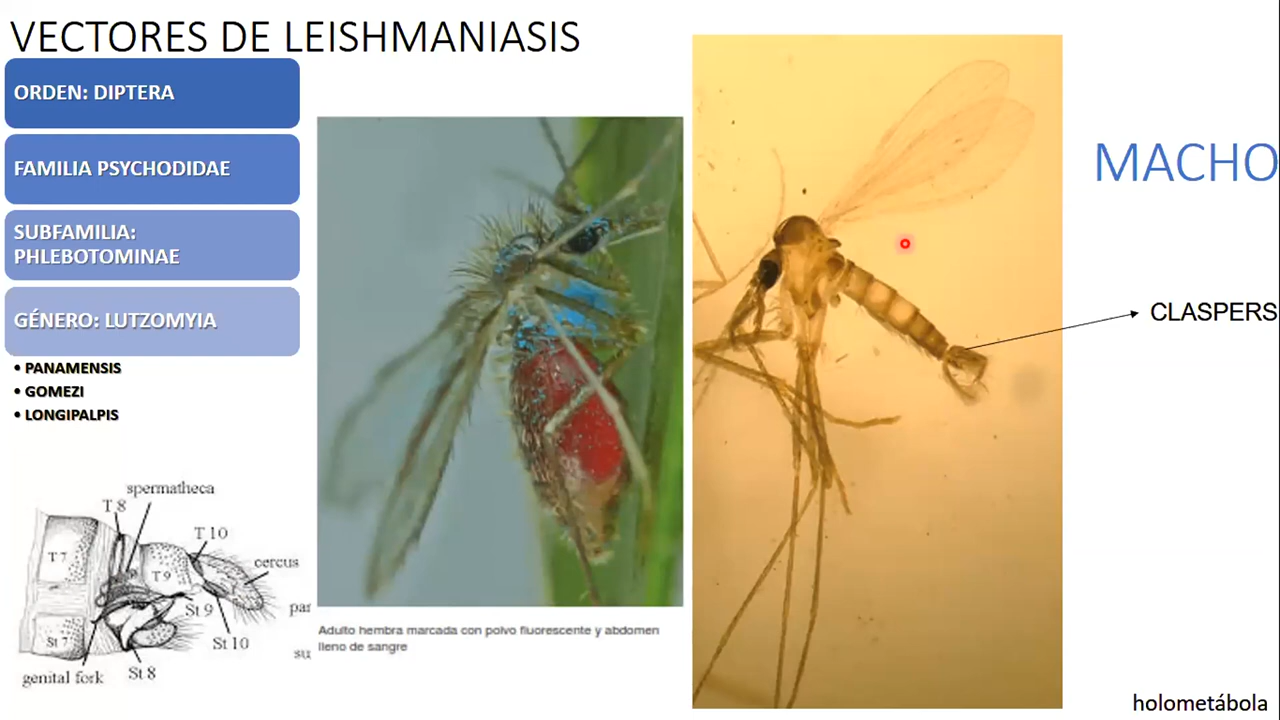 VECTORES DE LEISHMANIASIS
ORDEN: DIPTERA
FAMILIA PSYCHODIDAE
SUBFAMILIA:
PHLEBOTOMINAE
GÉNERO: LUTZOMYIA
• PANAMENSIS
• GOMEZI
• LONGIPALPIS
spermatheca
T 8
T 10
T 7
T 9
cercus
St 9
par
St 7
St 10
su
genital fork
St 8
Adulto hembra marcada con polvo fluorescente y abdomen
lleno de sangre
MACHO
CLASPERS
holometábola